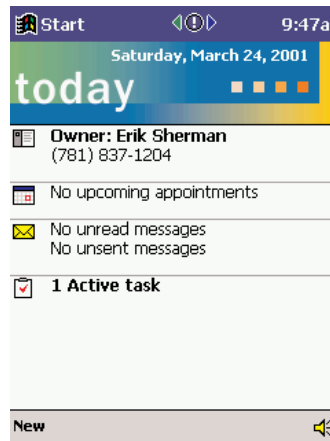 Start 9:47a
Saturday, March 24, 2001
today
Owner: Erik Sherman
(781) 837-1204
No upcoming appointments
No unread messages
No unsent messages
1 Active task
New